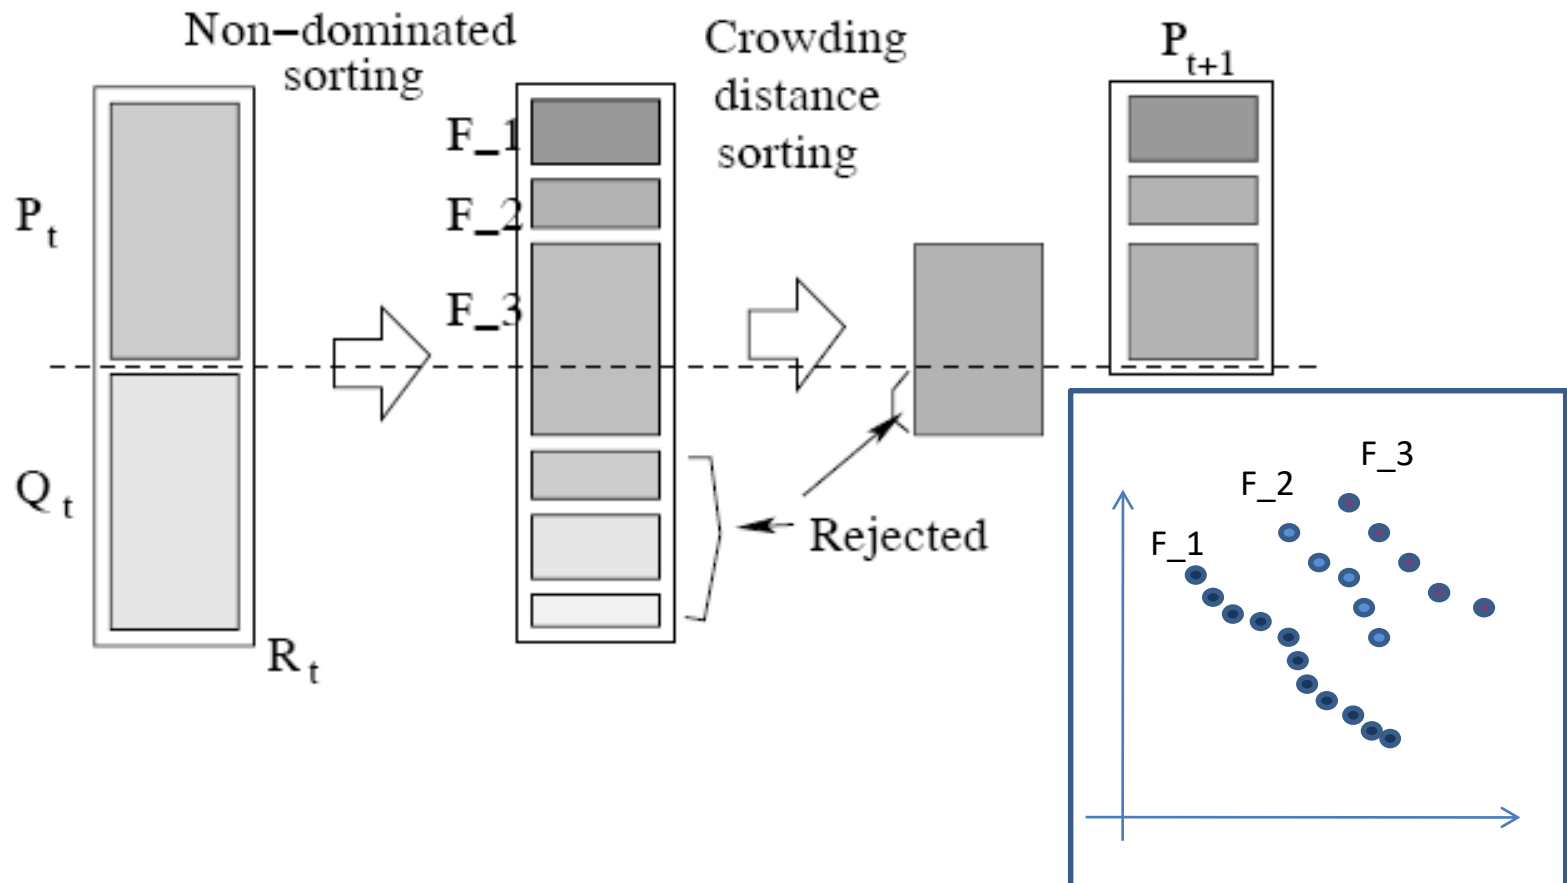 Non-dominated
sorting
Crowding
distance
sorting
P t+1
F_1
F_2
F_3
P t
Q t
R t
Rejected
F_3
F_2
F_1